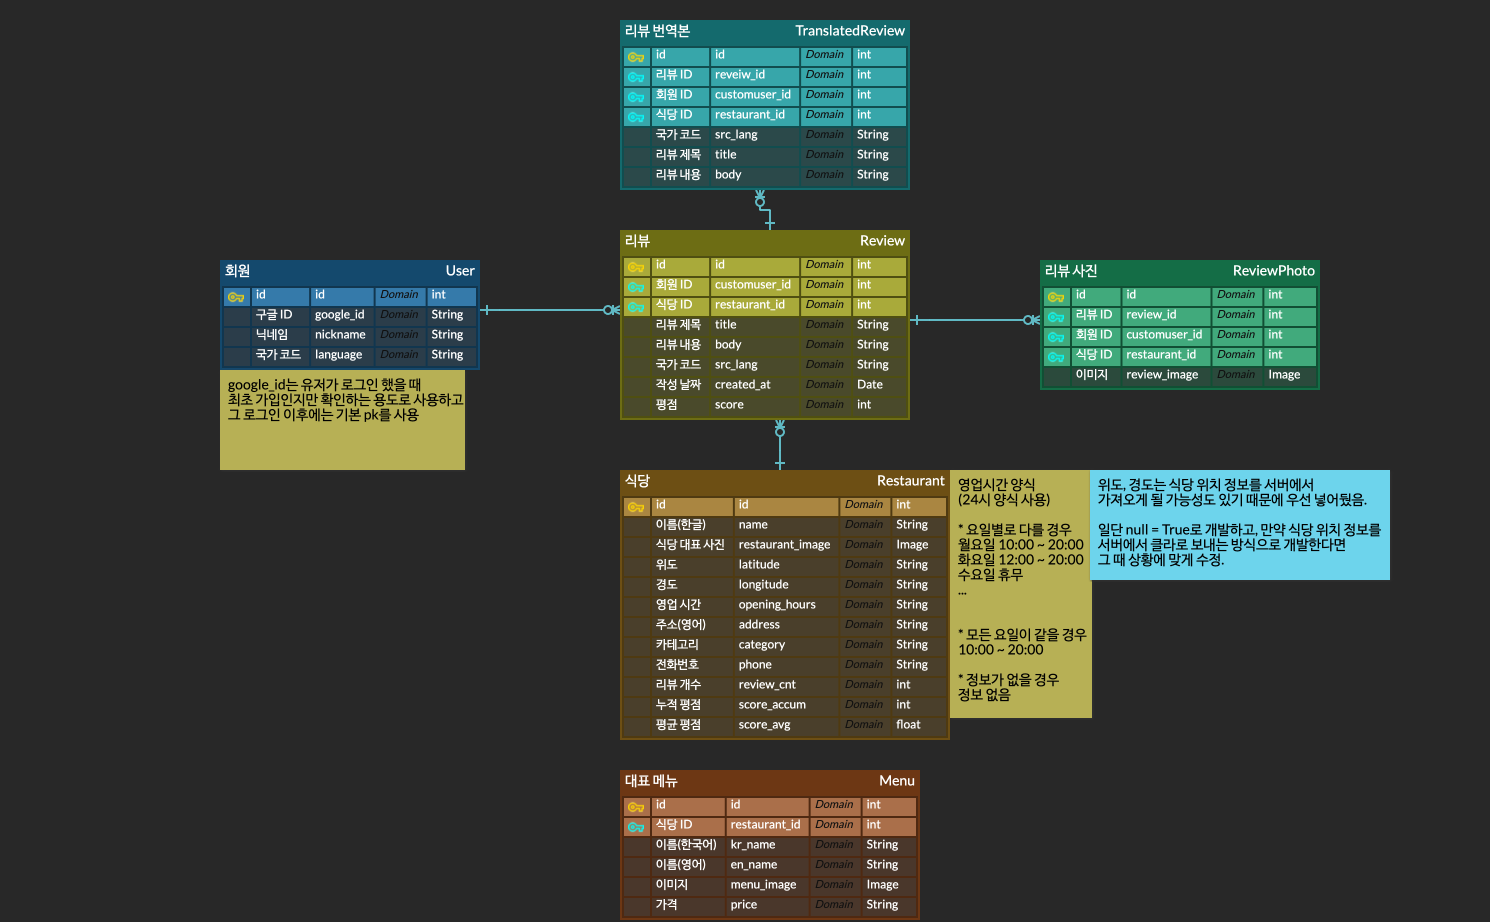 리뷰 번역본 TranslatedReview
id id Domain int
리뷰 ID reveiw_id Domain int
회원 ID customuser_id Domain int
식당 ID restaurant_id Domain int
국가 코드 src_lang Domain String
리뷰 제목 title Domain String
리뷰 내용 body Domain String
회원 User
id id Domain int
구글 ID google_id Domain String
닉네임 nickname Domain String
국가 코드 language Domain String
google_id는 유저가 로그인 했을 때
최초 가입인지만 확인하는 용도로 사용하고
그 로그인 이후에는 기본 pk를 사용
리뷰 Review
id id Domain int
회원 ID customuser_id Domain int
식당 ID restaurant_id Domain int
리뷰 제목 title Domain String
리뷰 내용 body Domain String
국가 코드 src_lang Domain String
작성 날짜 created_at Domain Date
평점 score Domain int
리뷰 사진 ReviewPhoto
id id Domain int
리뷰 ID review_id Domain int
회원 ID customuser_id Domain int
식당 ID restaurant_id Domain int
이미지 review_image Domain Image
식당 Restaurant
id id Domain int
이름(한글) name Domain String
식당 대표 사진 restaurant_image Domain Image
위도 latitude Domain String
경도 longitude Domain String
영업 시간 opening_hours Domain String
주소(영어) address Domain String
카테고리 category Domain String
전화번호 phone Domain String
리뷰 개수 review_cnt Domain int
누적 평점 score_accum Domain int
평균 평점 score_avg Domain float
영업시간 양식
(24시 양식 사용)
* 요일별로 다를 경우
월요일 10:00 ~ 20:00
화요일 12:00 ~ 20:00
수요일 휴무
...
* 모든 요일이 같을 경우
10:00 ~ 20:00
* 정보가 없을 경우
정보 없음
위도, 경도는 식당 위치 정보를 서버에서
가져오게 될 가능성도 있기 때문에 우선 넣어뒀음.
일단 null = True로 개발하고, 만약 식당 위치 정보를
서버에서 클라로 보내는 방식으로 개발한다면
그 때 상황에 맞게 수정.
대표 메뉴 Menu
id id Domain int
식당 ID restaurant_id Domain int
이름(한국어) kr_name Domain String
이름(영어) en_name Domain String
이미지 menu_image Domain Image
가격 price Domain String